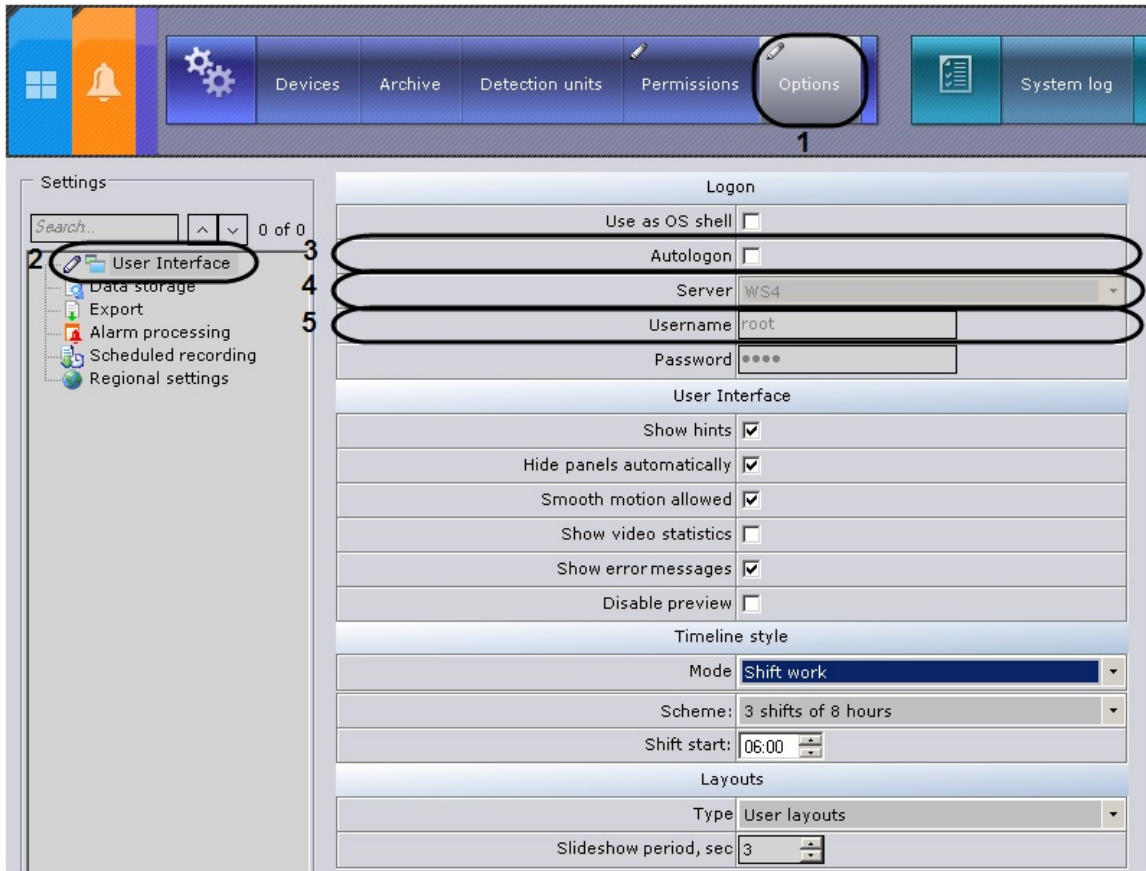 Devices Archive Detection units Permissions Options System log
1
Settings
Search... 0 of 0
2 User Interface
Data storage
Export
Alarm processing
Scheduled recording
Regional settings
Logon
Use as OS shell
3 Autologon
4 Server WS4
5 Username root
Password ••••
User Interface
Show hints
Hide panels automatically
Smooth motion allowed
Show video statistics
Show error messages
Disable preview
Timeline style
Mode Shift work
Scheme: 3 shifts of 8 hours
Shift start: 06:00
Layouts
Type User layouts
Slideshow period, sec 3